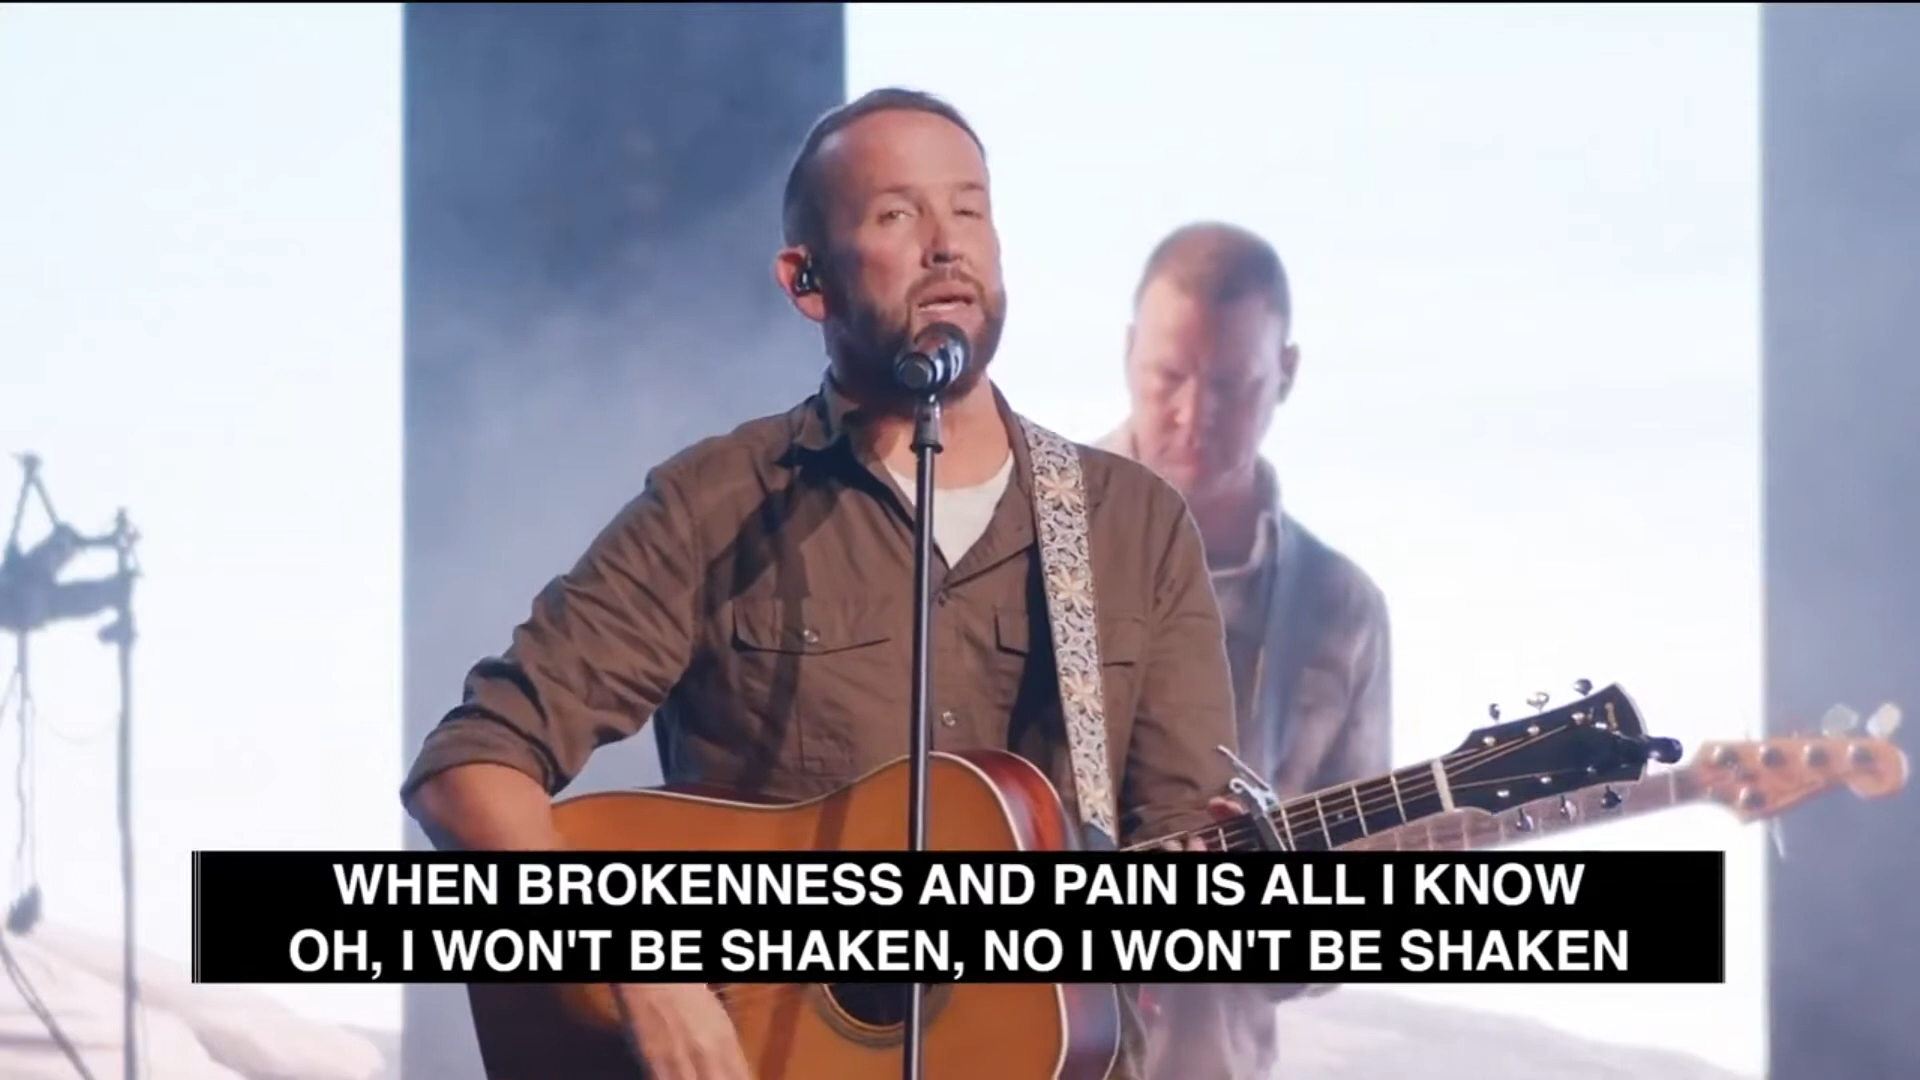 WHEN BROKENNESS AND PAIN IS ALL I KNOW
OH, I WON'T BE SHAKEN, NO I WON'T BE SHAKEN